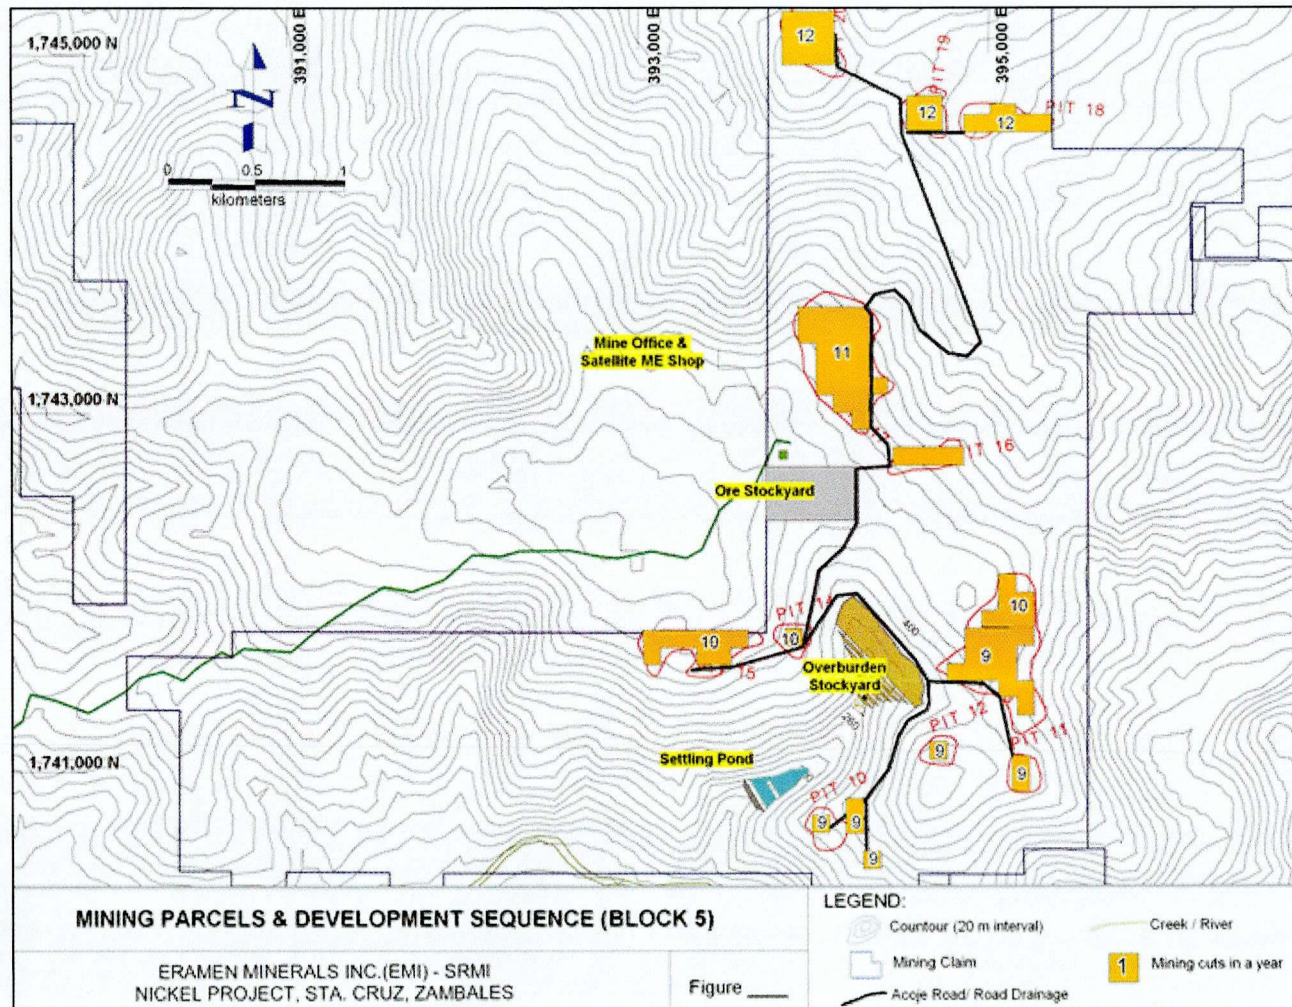 1,745,000 N
391,000 E
393,000 E
395,000 E
12
PIT 19
12
12
PIT 18
0 0.5 1
kilometers
Mine Office &
Satellite ME Shop
11
1,743,000 N
IT 16
Ore Stockyard
PIT 14
10
10
15
10
9
400
Overburden
Stockyard
260
PIT 12
9
PIT 11
9
1,741,000 N
Settling Pond
PIT 10
9
9
9
MINING PARCELS & DEVELOPMENT SEQUENCE (BLOCK 5)
ERAMEN MINERALS INC.(EMI) - SRMI
NICKEL PROJECT, STA. CRUZ, ZAMBALES
Figure ____
LEGEND:
Countour (20 m interval)
Creek / River
Mining Claim
1 Mining cuts in a year
Accje Road/ Road Drainage